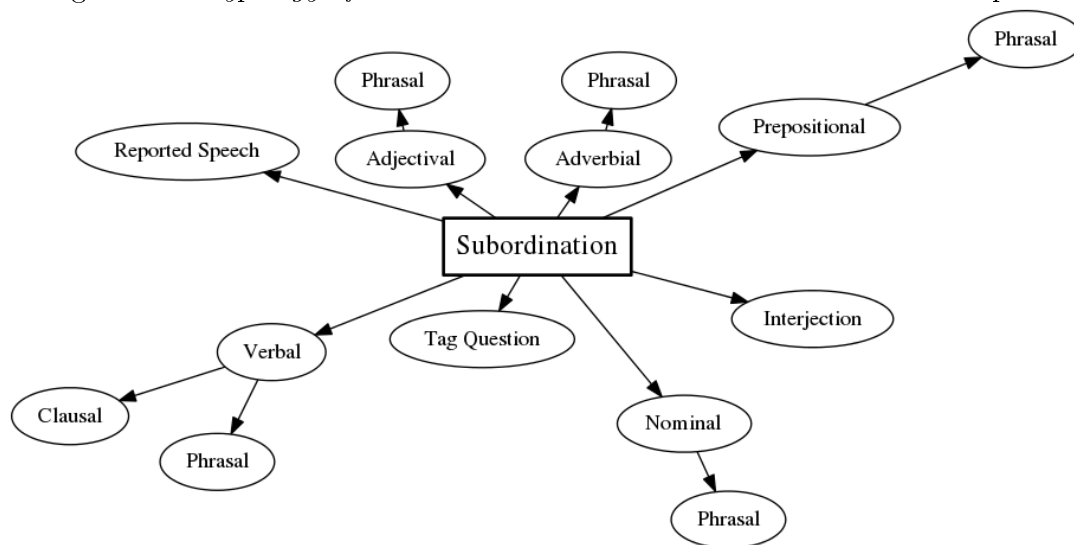 Phrasal
Phrasal
Phrasal
Prepositional
Reported Speech
Adjectival
Adverbial
Subordination
Interjection
Tag Question
Verbal
Clausal
Nominal
Phrasal
Phrasal